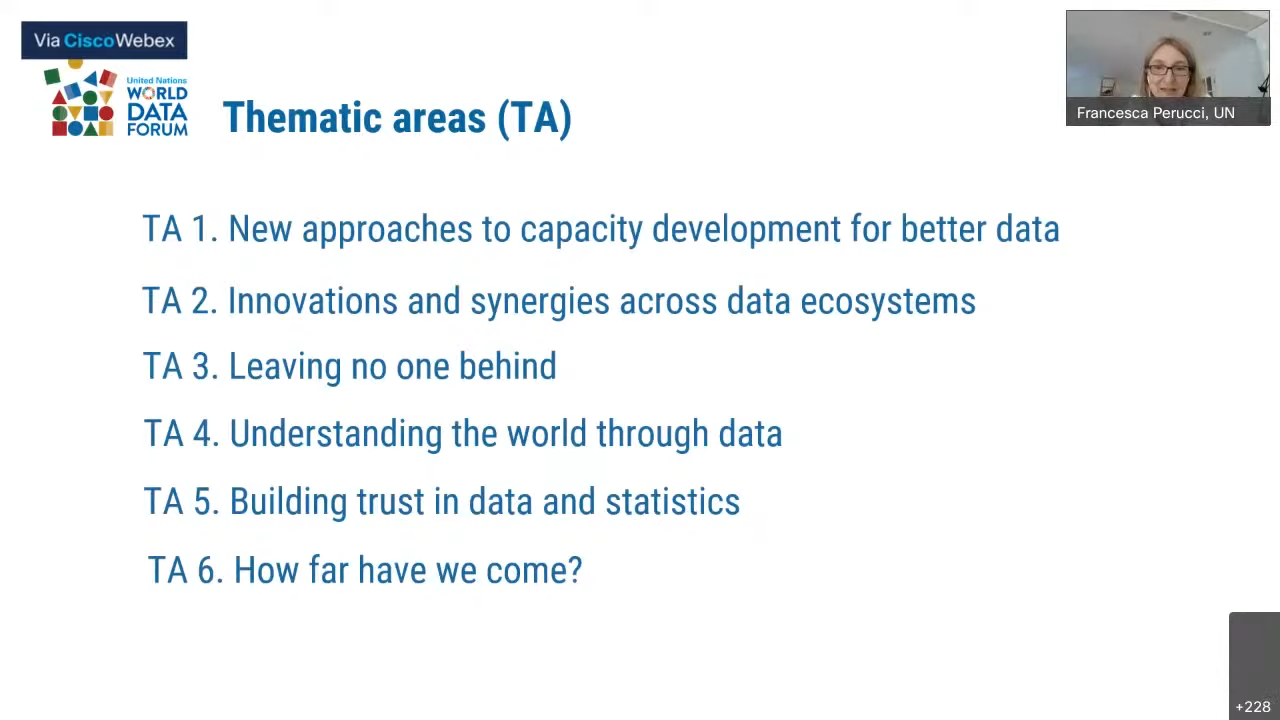 Via CiscoWebex
United Nations
WORLD
DATA
FORUM
Thematic areas (TA)
Francesca Perucci, UN
TA 1. New approaches to capacity development for better data
TA 2. Innovations and synergies across data ecosystems
TA 3. Leaving no one behind
TA 4. Understanding the world through data
TA 5. Building trust in data and statistics
TA 6. How far have we come?
+228